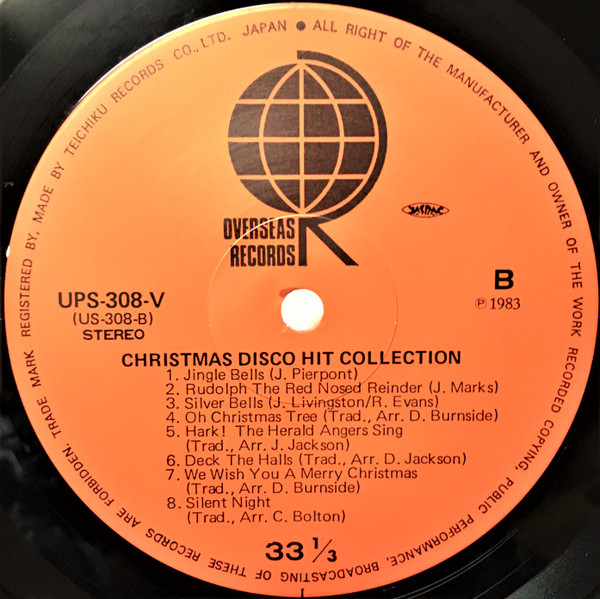 TRADE MARK REGISTERED BY, MADE BY TEICHIKU RECORDS CO., LTD. JAPAN ● ALL RIGHT OF THE MANUFACTURER AND OWNER OF THE WORK RECORDED COPYING, PUBLIC PERFORMANCE, BROADCASTING OF THESE RECORDS ARE FORBIDDEN.
OVERSEAS
RECORDS
JASRAC
UPS-308-V
(US-308-B)
STEREO
B
Ⓟ 1983
CHRISTMAS DISCO HIT COLLECTION
1. Jingle Bells (J. Pierpont)
2. Rudolph The Red Nosed Reinder (J. Marks)
3. Silver Bells (J. Livingston/R. Evans)
4. Oh Christmas Tree (Trad., Arr. D. Burnside)
5. Hark! The Herald Angers Sing
(Trad., Arr. J. Jackson)
6. Deck The Halls (Trad., Arr. D. Jackson)
7. We Wish You A Merry Christmas
(Trad., Arr. D. Burnside)
8. Silent Night
(Trad., Arr. C. Bolton)
33 1/3